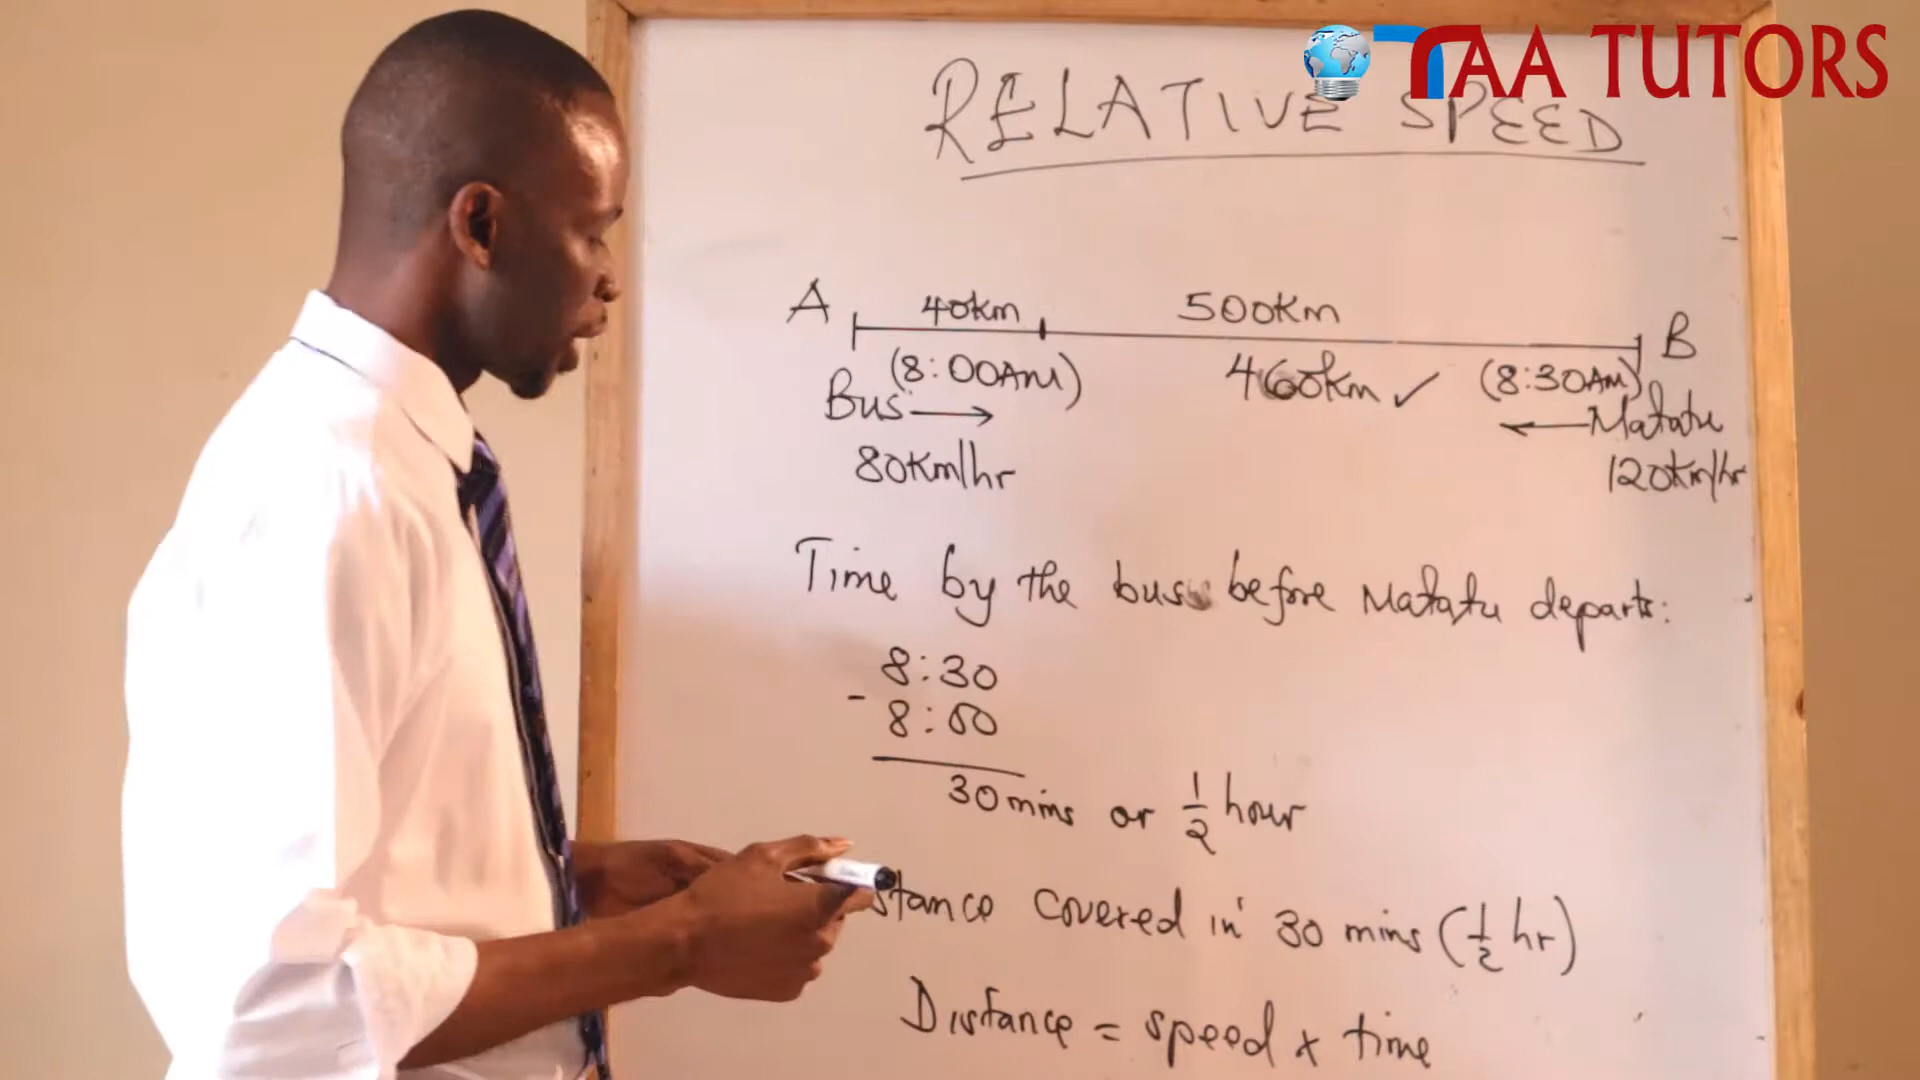 TAA TUTORS
RELATIVE SPEED
A 40km 500km B
(8:00AM) 460km ✓ (8:30AM)
Bus → ← Matatu
80km/hr 120km/hr
Time by the bus before Matatu departs:
8:30
- 8:00
30mins or 1/2 hour
stance covered in 30 mins (1/2 hr)
Distance = speed x time